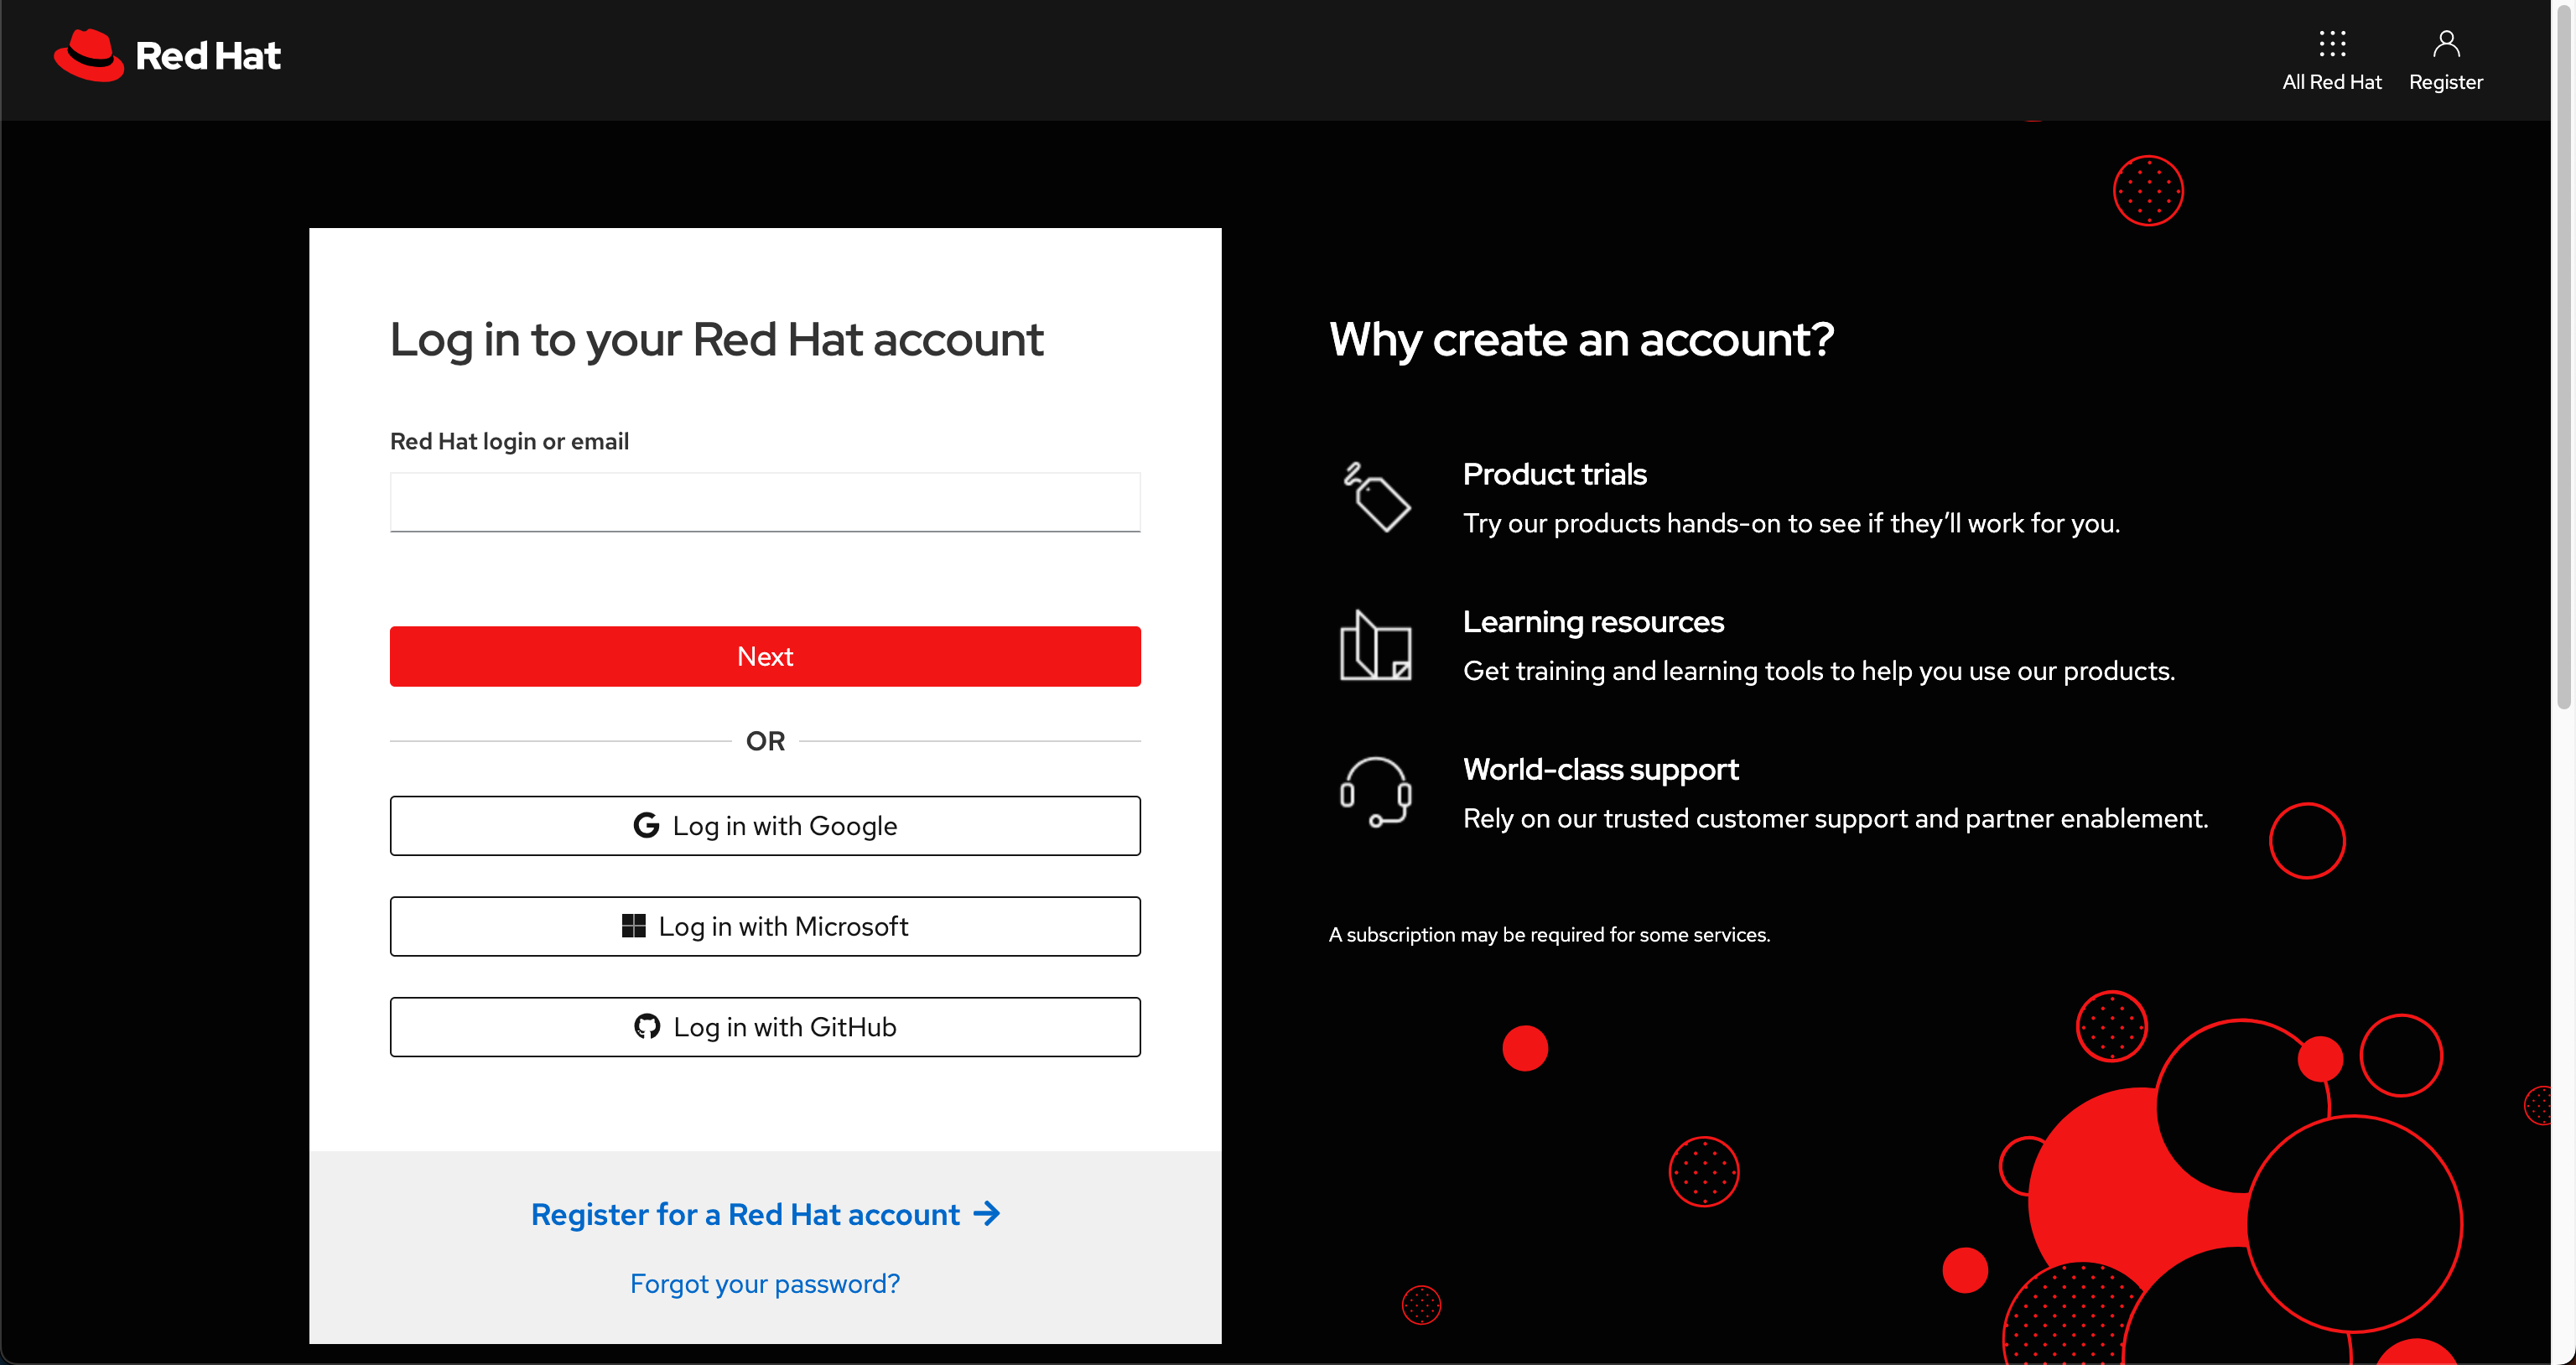 Red Hat
All Red Hat
Register
Log in to your Red Hat account
Red Hat login or email
Next
OR
Log in with Google
Log in with Microsoft
Log in with GitHub
Register for a Red Hat account
Forgot your password?
Why create an account?
Product trials
Try our products hands-on to see if they’ll work for you.
Learning resources
Get training and learning tools to help you use our products.
World-class support
Rely on our trusted customer support and partner enablement.
A subscription may be required for some services.